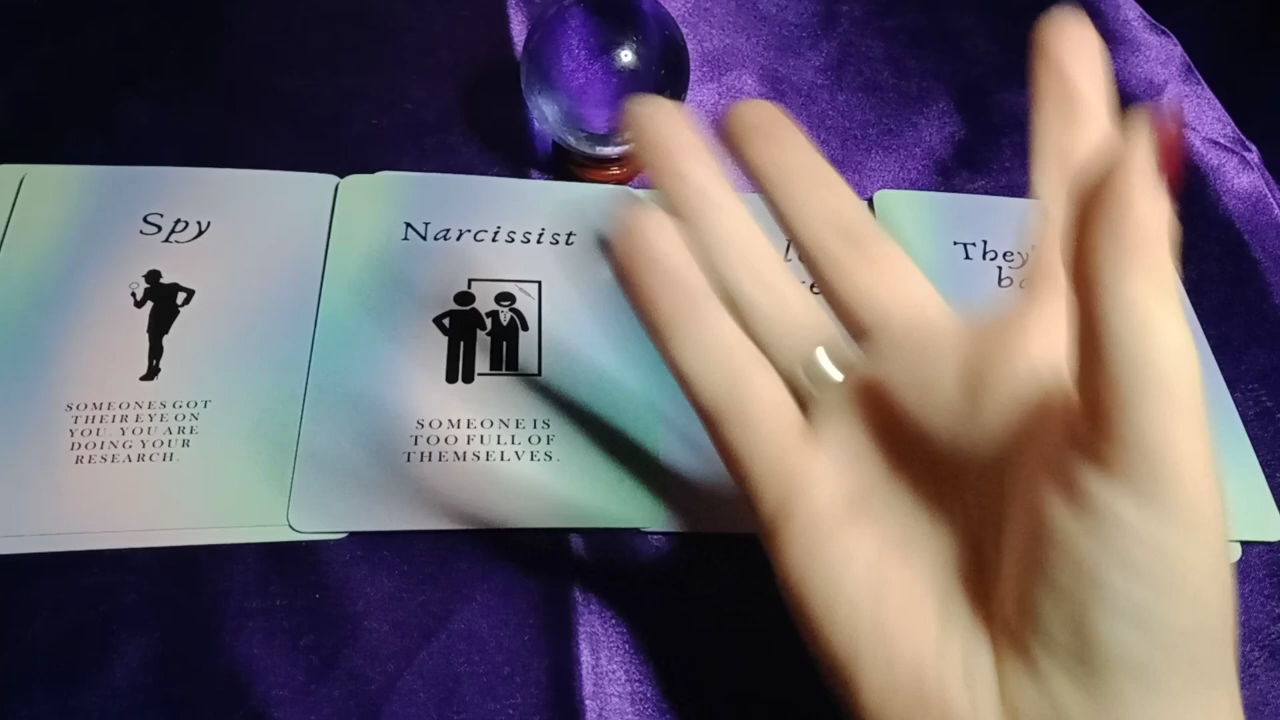 Spy
SOMEONES GOT
THEIR EYE ON
YOU. YOU ARE
DOING YOUR
RESEARCH.
Narcissist
SOMEONE IS
TOO FULL OF
THEMSELVES.